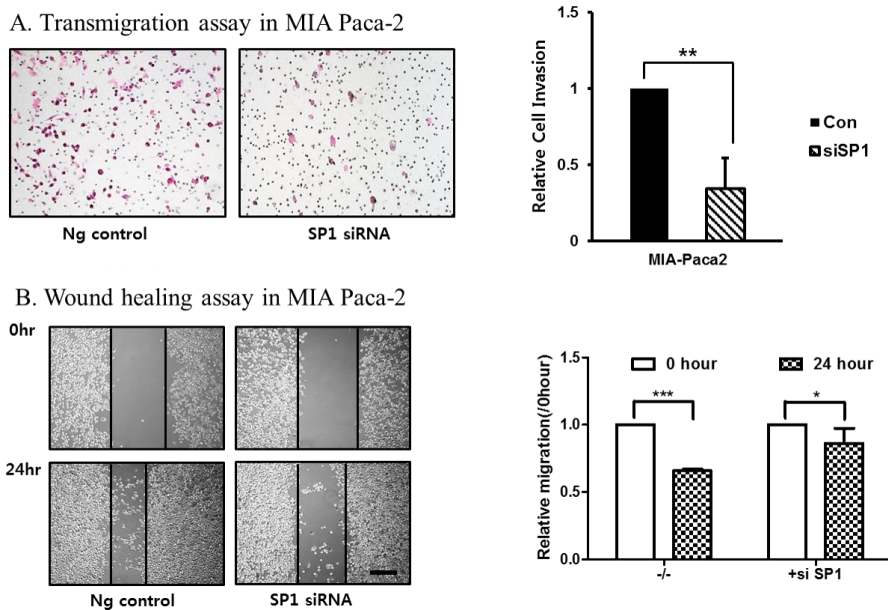 A. Transmigration assay in MIA Paca-2
Ng control
SP1 siRNA
Relative Cell Invasion
1.5
1
0.5
0
**
Con
siSP1
MIA-Paca2
B. Wound healing assay in MIA Paca-2
0hr
24hr
Ng control
SP1 siRNA
Relative migration(/0hour)
1.5
1.0
0.5
0.0
0 hour
24 hour
***
*
-/-
+si SP1